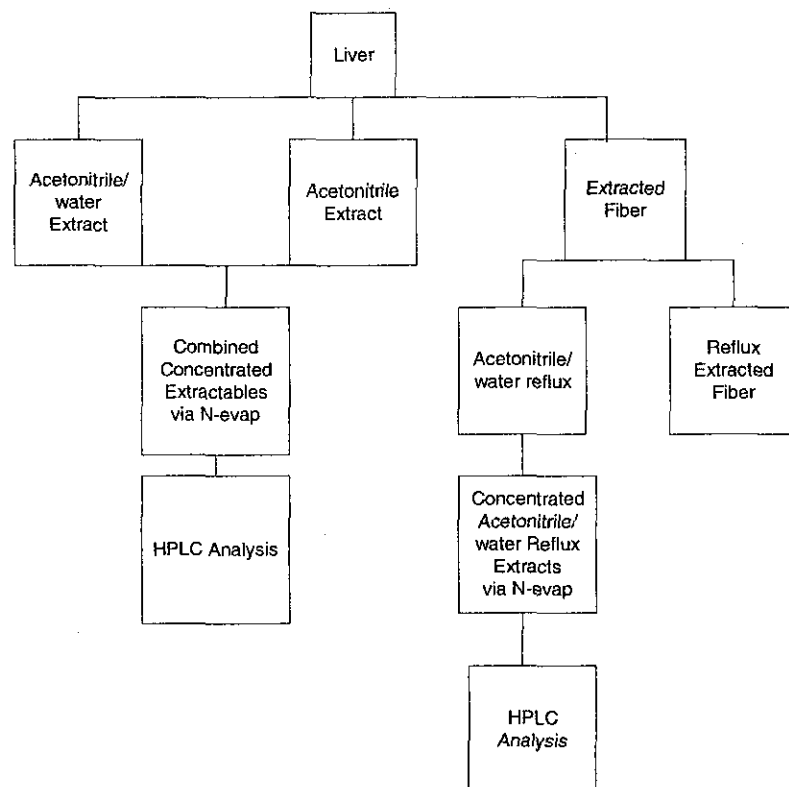 Liver
Acetonitrile/
water
Extract
Acetonitrile
Extract
Extracted
Fiber
Combined
Concentrated
Extractables
via N-evap
Acetonitrile/
water reflux
Reflux
Extracted
Fiber
HPLC Analysis
Concentrated
Acetonitrile/
water Reflux
Extracts
via N-evap
HPLC
Analysis